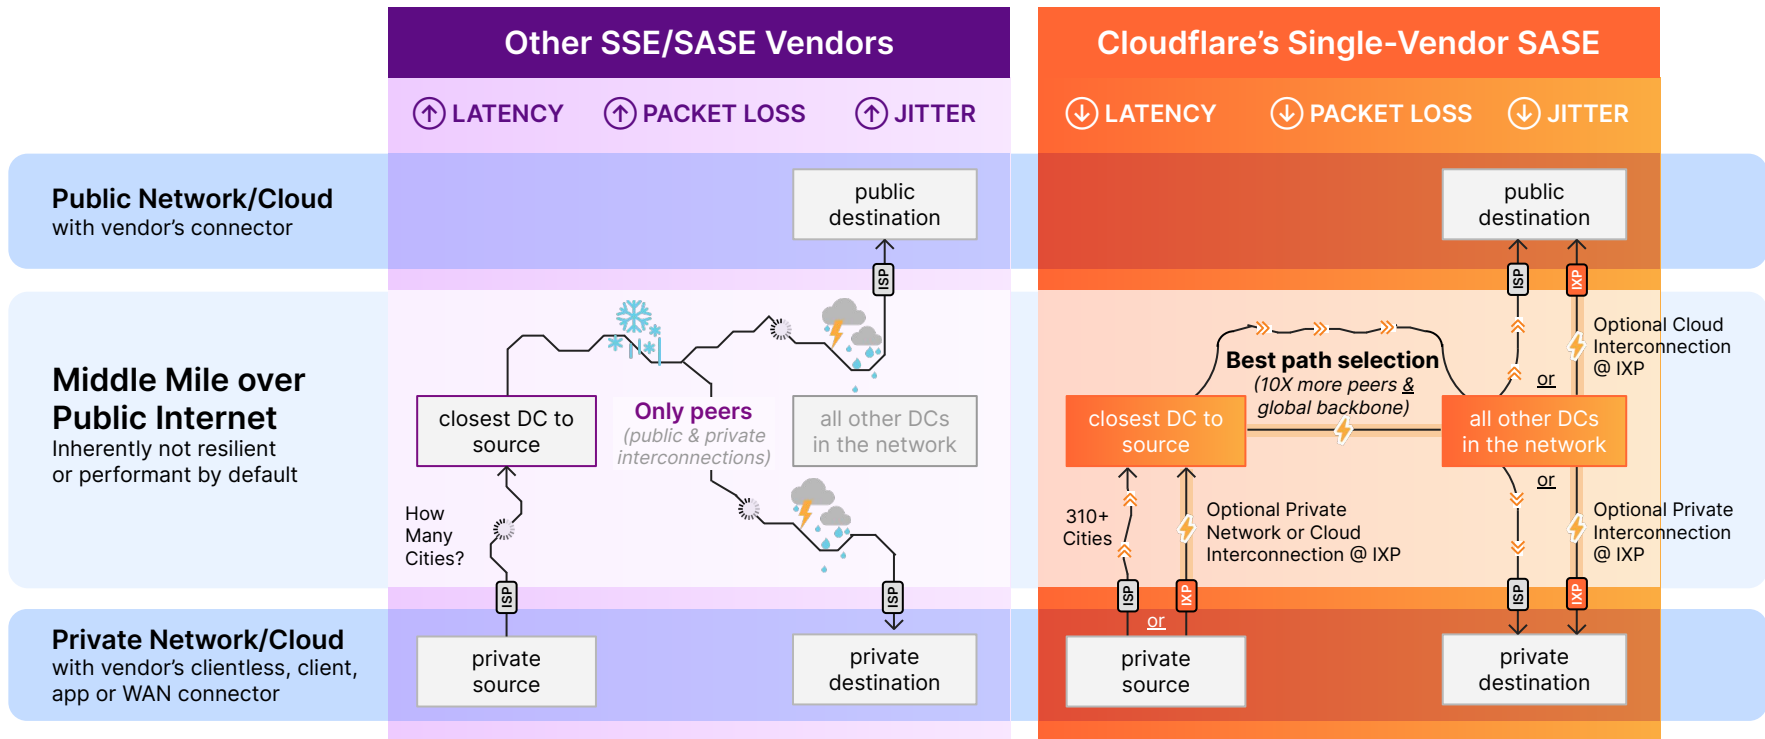 Other SSE/SASE Vendors
LATENCY
PACKET LOSS
JITTER
Cloudflare's Single-Vendor SASE
LATENCY
PACKET LOSS
JITTER
Public Network/Cloud
with vendor's connector
public
destination
ISP
public
destination
ISP
IXP
Middle Mile over
Public Internet
Inherently not resilient
or performant by default
closest DC to
source
Only peers
(public & private
interconnections)
all other DCs
in the network
How
Many
Cities?
ISP
ISP
Best path selection
(10X more peers &
global backbone)
closest DC to
source
all other DCs
in the network
Optional Cloud
Interconnection
@ IXP
or
or
310+
Cities
Optional Private
Network or Cloud
Interconnection @ IXP
Optional Private
Interconnection
@ IXP
ISP
IXP
or
ISP
IXP
Private Network/Cloud
with vendor's clientless, client,
app or WAN connector
private
source
private
destination
private
source
private
destination